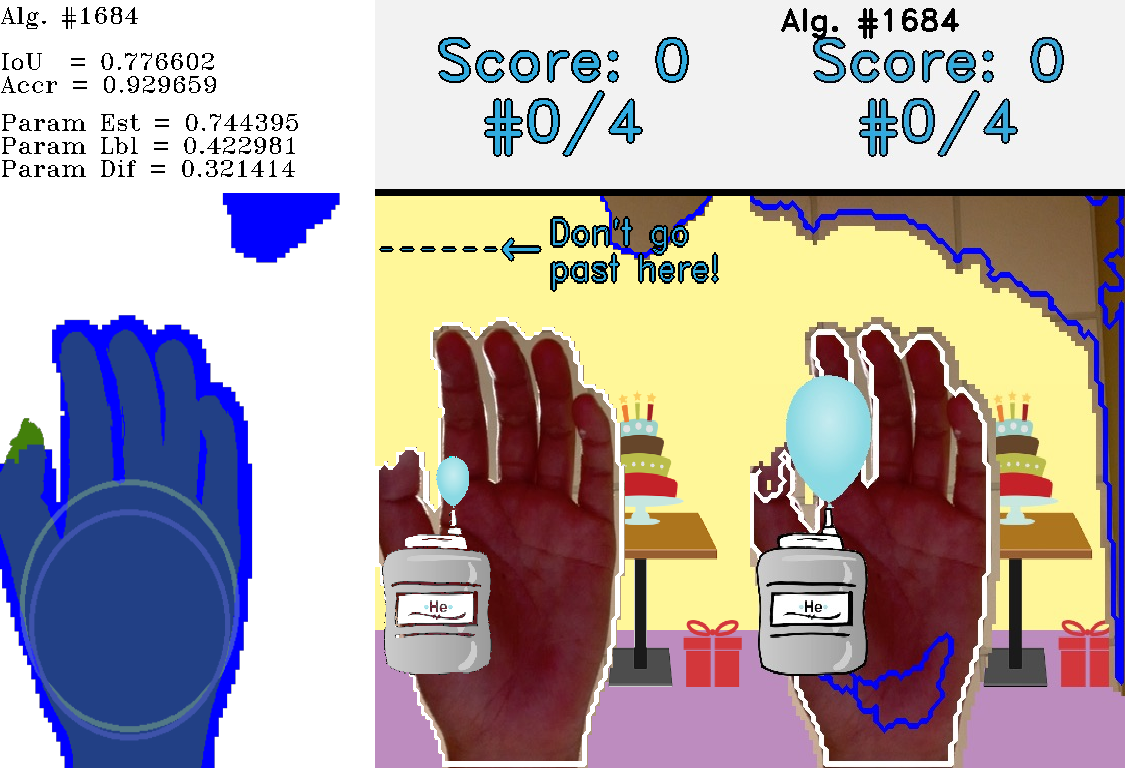 Alg. #1684
IoU = 0.776602
Accr = 0.929659
Param Est = 0.744395
Param Lbl = 0.422981
Param Dif = 0.321414
Score: 0
#0/4
Don't go
past here!
He
Alg. #1684
Score: 0
#0/4
He